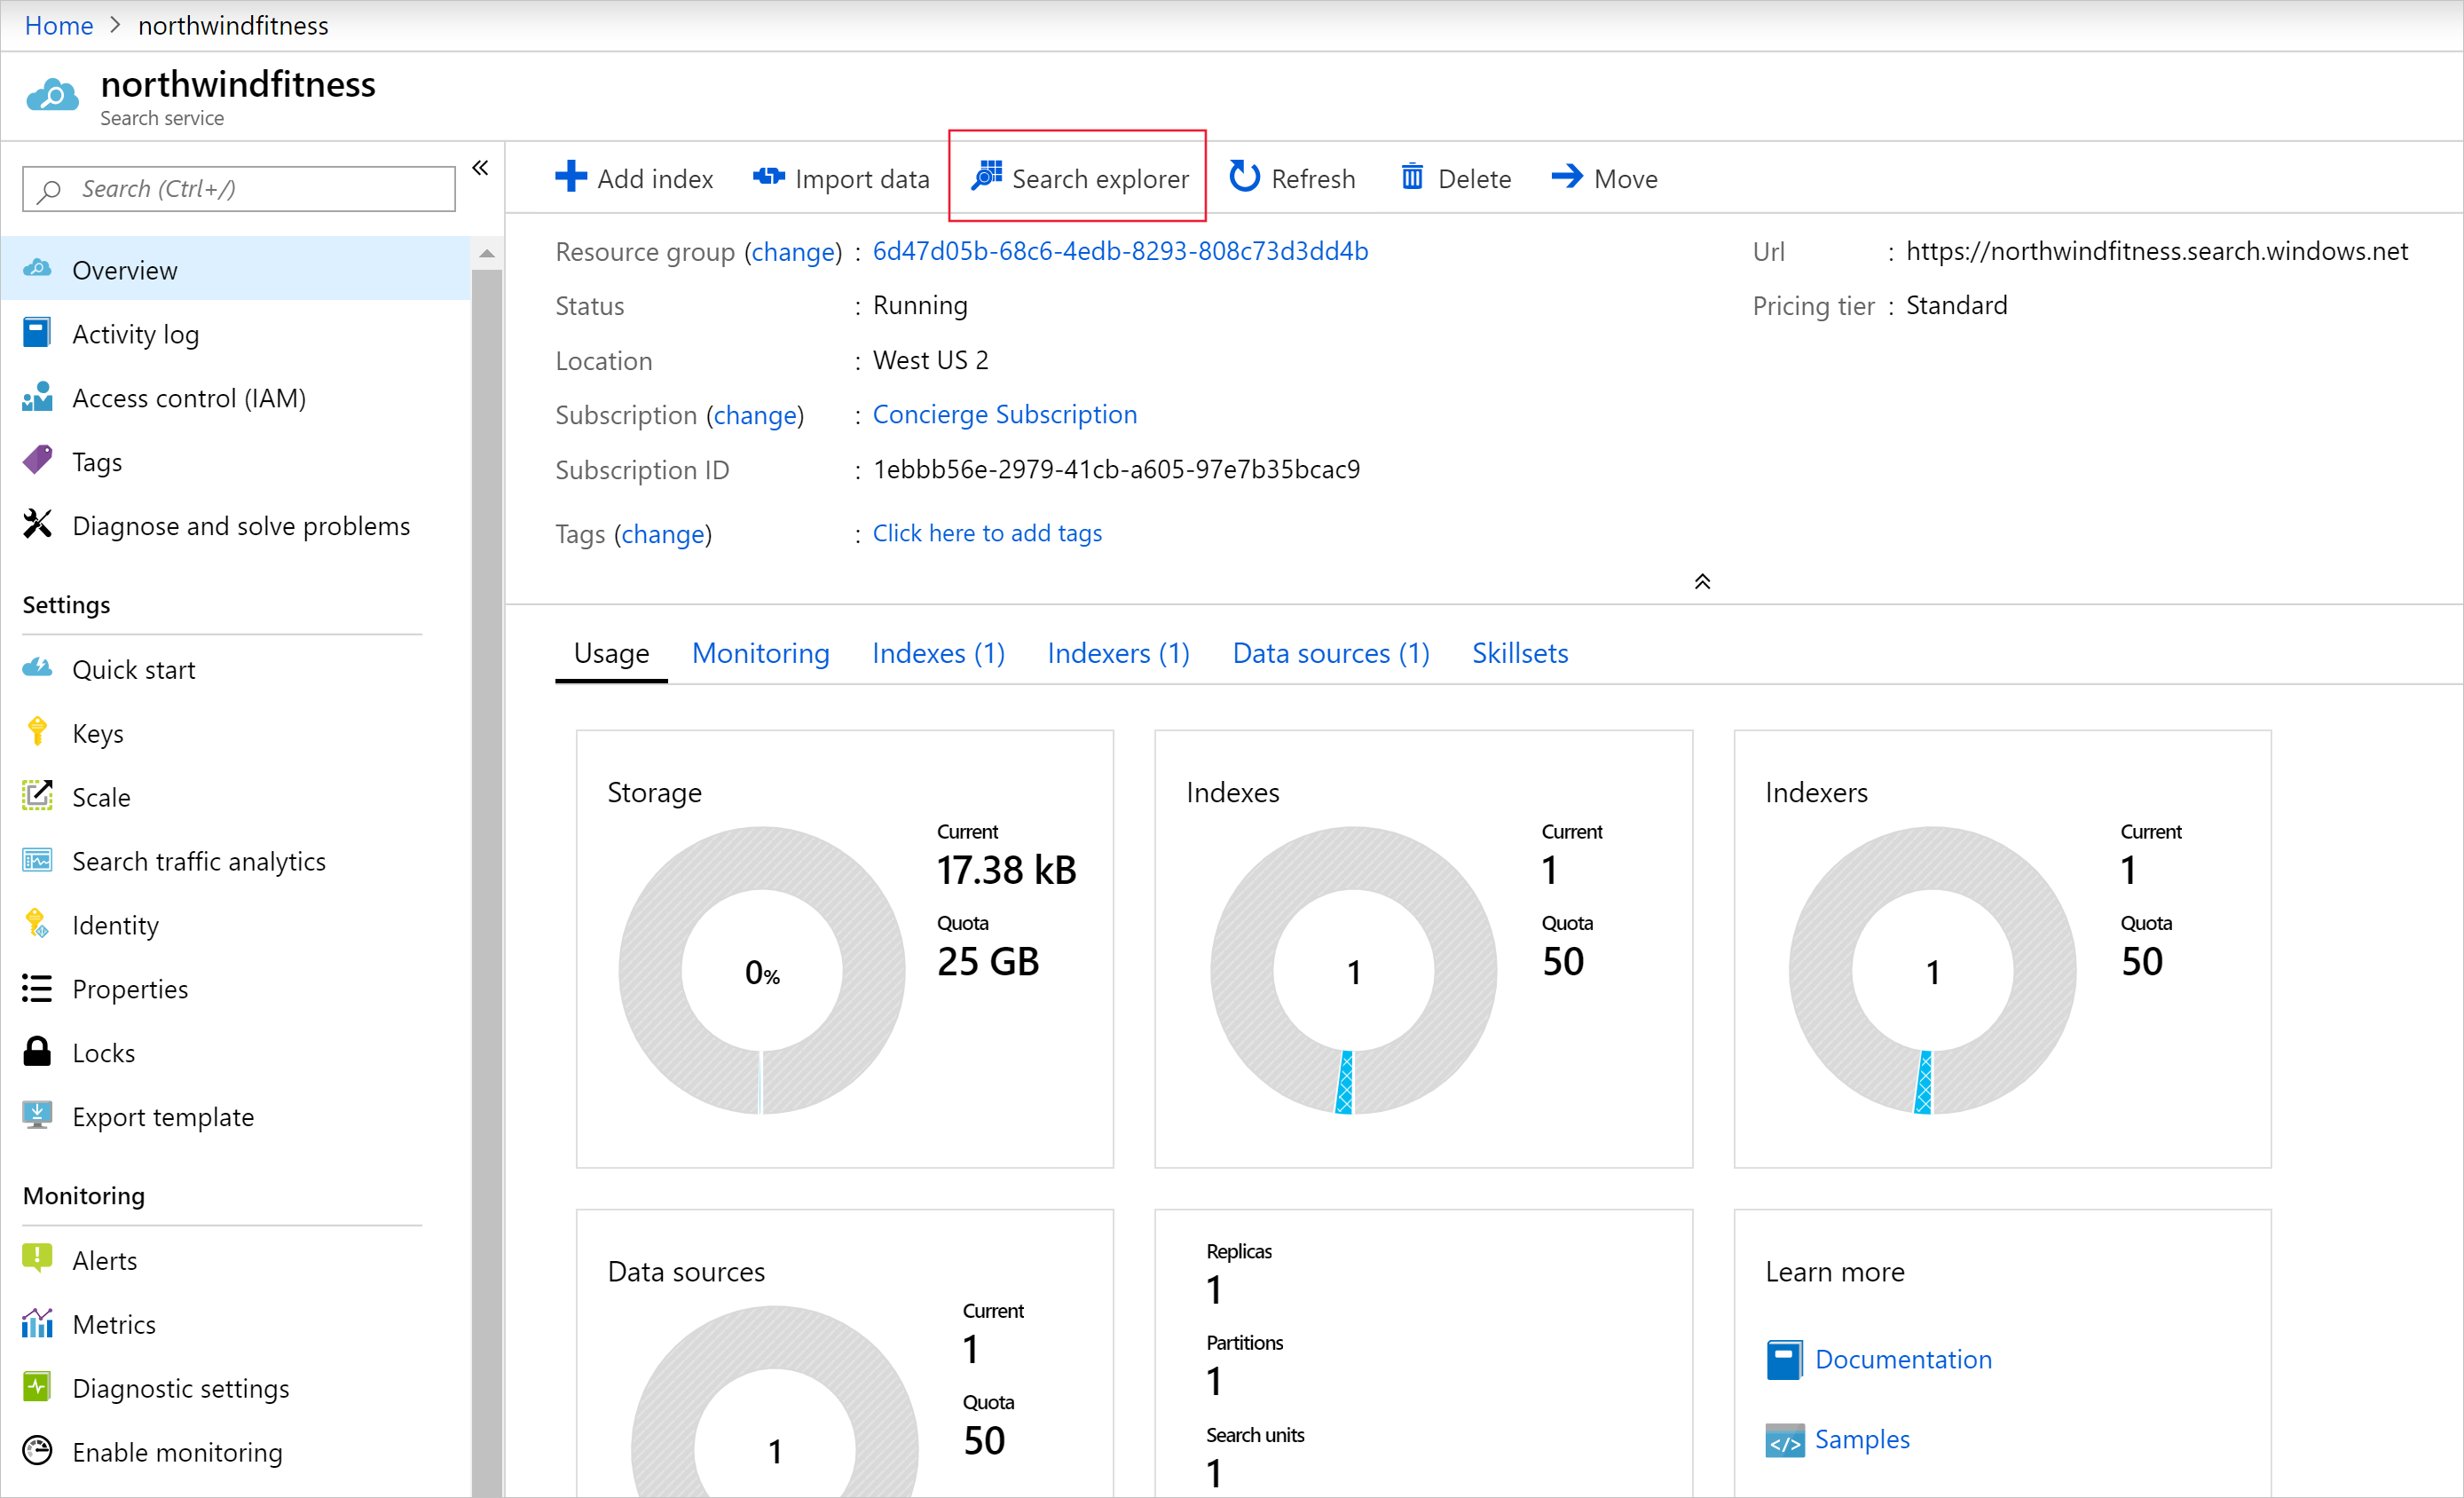 Home > northwindfitness
northwindfitness
Search service
Search (Ctrl+/)
Overview
Activity log
Access control (IAM)
Tags
Diagnose and solve problems
Settings
Quick start
Keys
Scale
Search traffic analytics
Identity
Properties
Locks
Export template
Monitoring
Alerts
Metrics
Diagnostic settings
Enable monitoring
Add index Import data Search explorer Refresh Delete Move
Resource group (change) : 6d47d05b-68c6-4edb-8293-808c73d3dd4b
Status : Running
Location : West US 2
Subscription (change) : Concierge Subscription
Subscription ID : 1ebbb56e-2979-41cb-a605-97e7b35bcac9
Tags (change) : Click here to add tags
Url : https://northwindfitness.search.windows.net
Pricing tier : Standard
Usage Monitoring Indexes (1) Indexers (1) Data sources (1) Skillsets
Storage
0%
Current
17.38 kB
Quota
25 GB
Indexes
1
Current
1
Quota
50
Indexers
1
Current
1
Quota
50
Data sources
1
Current
1
Quota
50
Replicas
1
Partitions
1
Search units
1
Learn more
Documentation
Samples